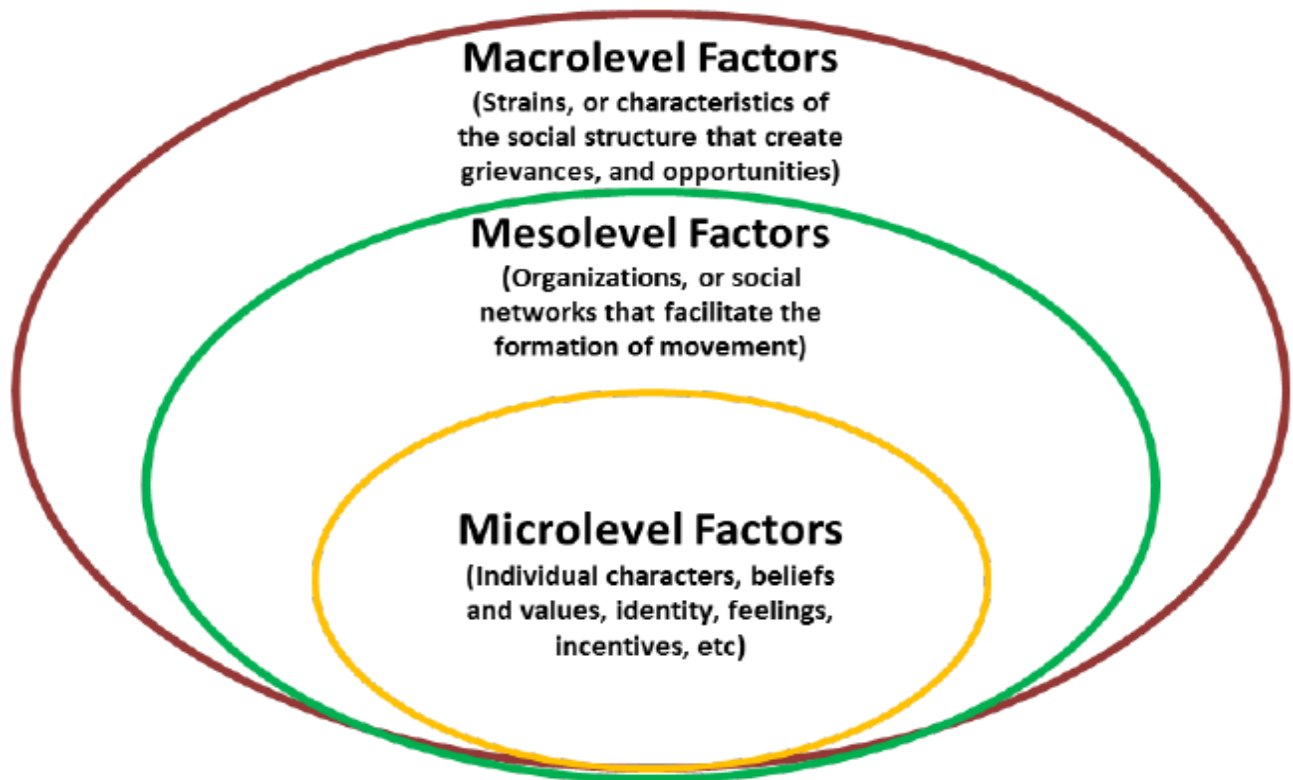 Macrolevel Factors
(Strains, or characteristics of
the social structure that create
grievances, and opportunities)
Mesolevel Factors
(Organizations, or social
networks that facilitate the
formation of movement)
Microlevel Factors
(Individual characters, beliefs
and values, identity, feelings,
incentives, etc)